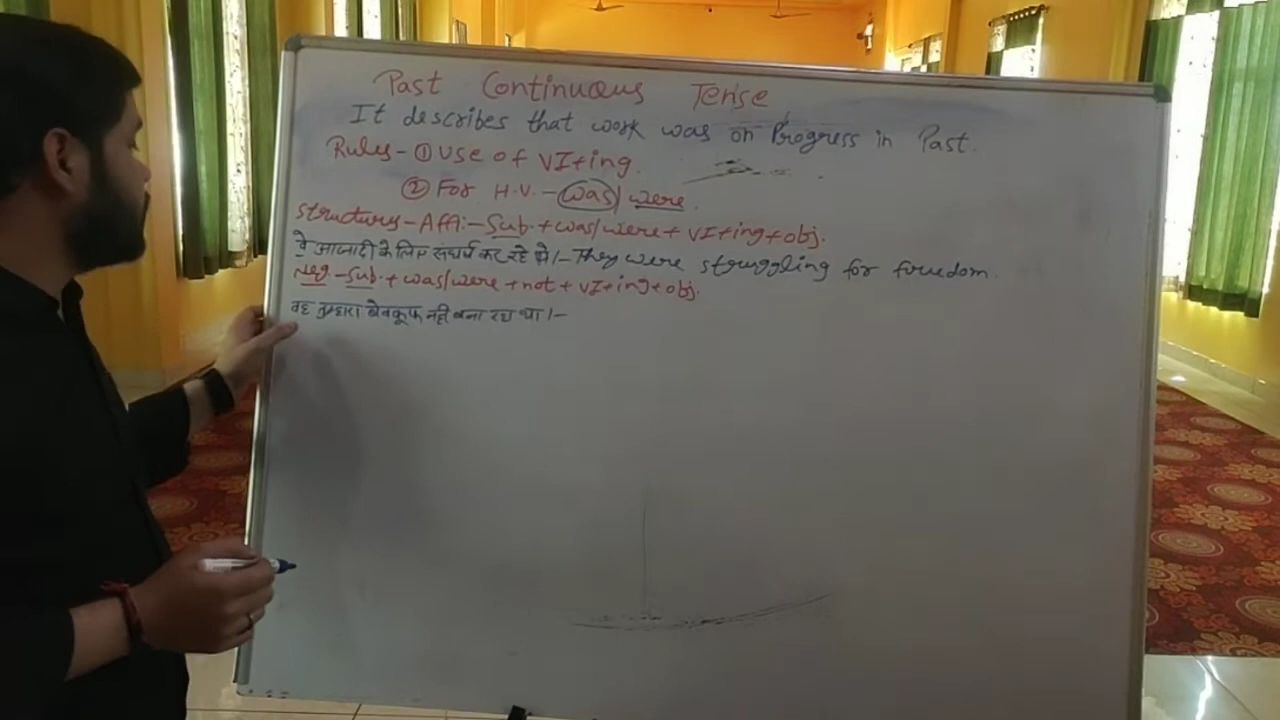 Past Continuous Tense
It describes that work was on Progress in Past.
Rules - ① Use of VI+ing.
② For H.V. - was/were.
Structures - Affi:- Sub. + was/were + VI+ing+obj.
वे आजादी के लिए संघर्ष कर रहे थे।- They were struggling for freedom.
Neg - Sub. + was/were + not + VI+ing+obj.
वह तुम्हारा बेवकूफ नहीं बना रहा था।-